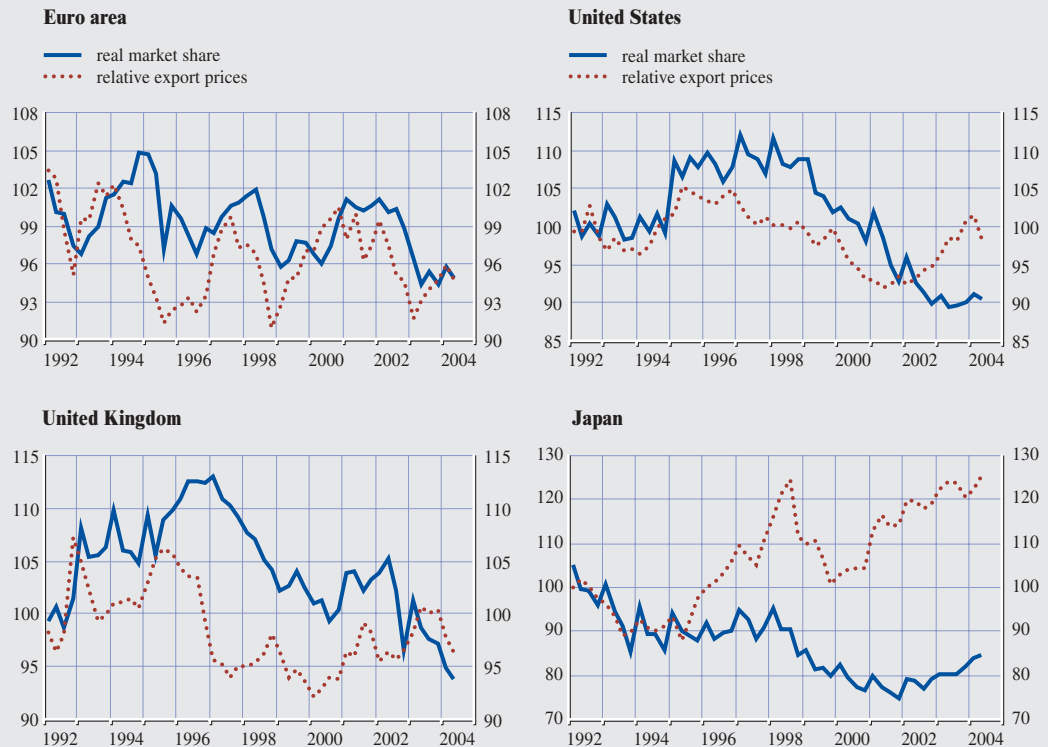 Euro area
real market share
relative export prices
108 108
105 105
102 102
99 99
96 96
93 93
90 90
1992 1994 1996 1998 2000 2002 2004
United States
real market share
relative export prices
115 115
110 110
105 105
100 100
95 95
90 90
85 85
1992 1994 1996 1998 2000 2002 2004
United Kingdom
115 115
110 110
105 105
100 100
95 95
90 90
1992 1994 1996 1998 2000 2002 2004
Japan
130 130
120 120
110 110
100 100
90 90
80 80
70 70
1992 1994 1996 1998 2000 2002 2004